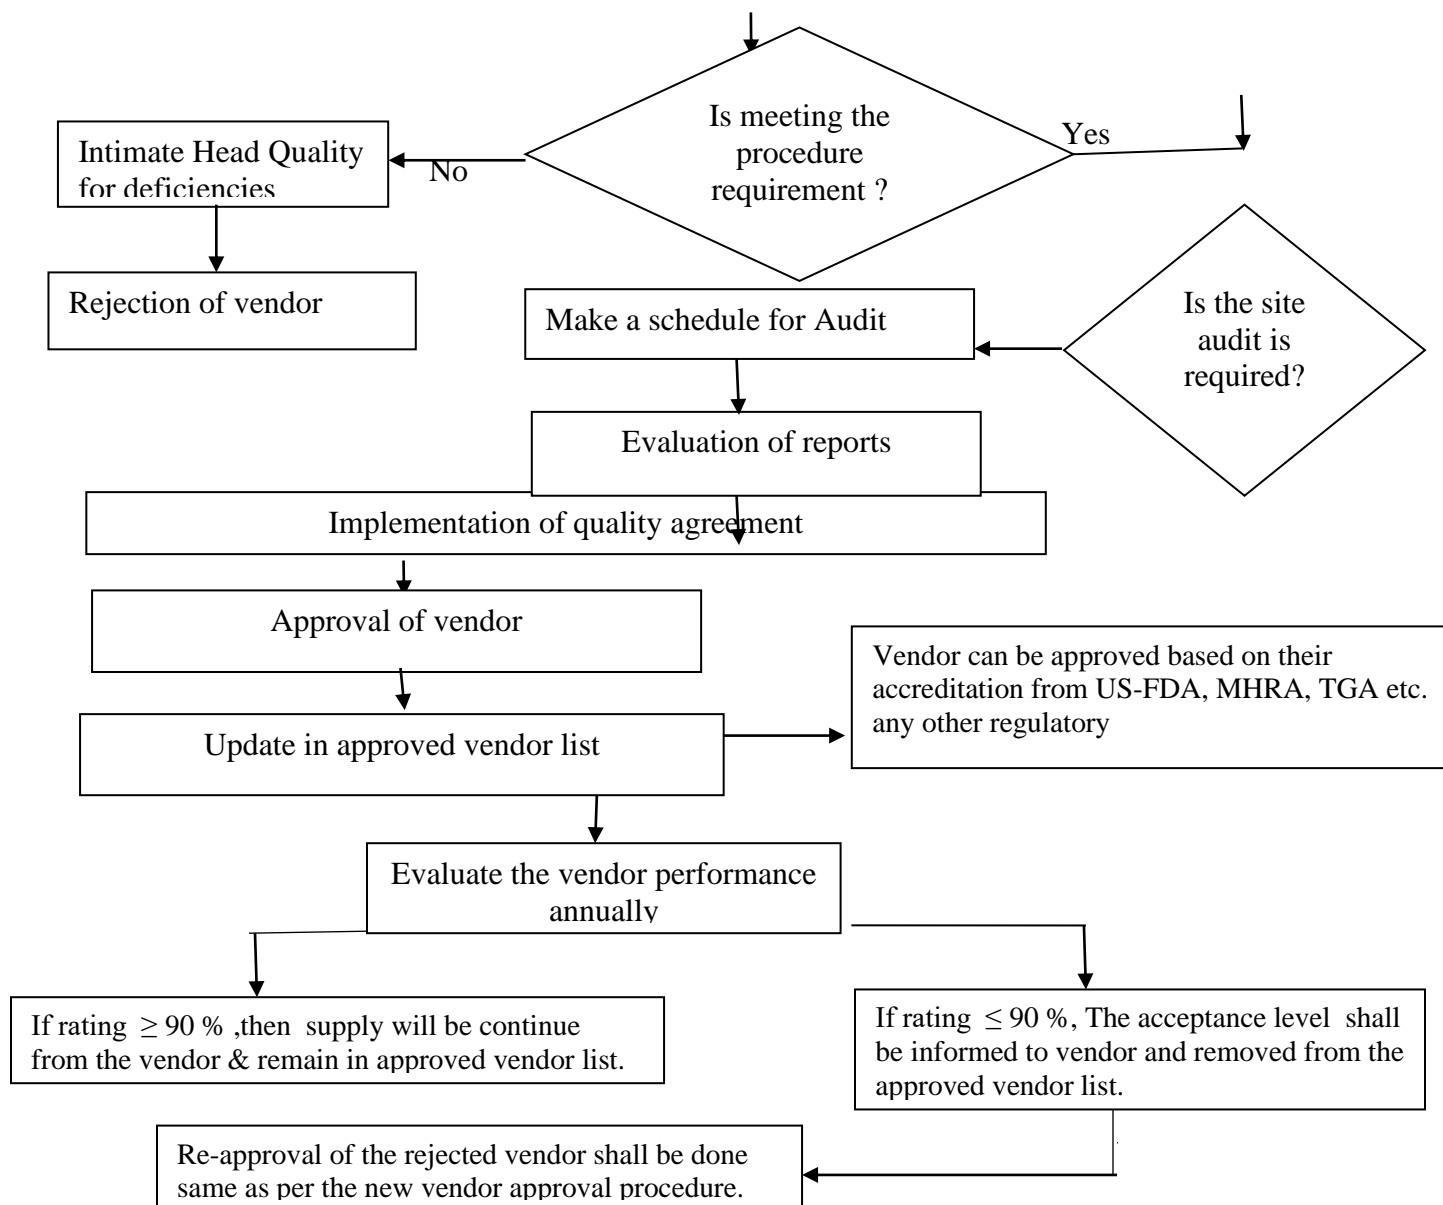 Is meeting the
procedure
requirement ?
Yes
No
Intimate Head Quality
for deficiencies
Rejection of vendor
Make a schedule for Audit
Is the site
audit is
required?
Evaluation of reports
Implementation of quality agreement
Approval of vendor
Vendor can be approved based on their
accreditation from US-FDA, MHRA, TGA etc.
any other regulatory
Update in approved vendor list
Evaluate the vendor performance
annually
If rating ≥ 90 % ,then supply will be continue
from the vendor & remain in approved vendor list.
If rating ≤ 90 %, The acceptance level shall
be informed to vendor and removed from the
approved vendor list.
Re-approval of the rejected vendor shall be done
same as per the new vendor approval procedure.